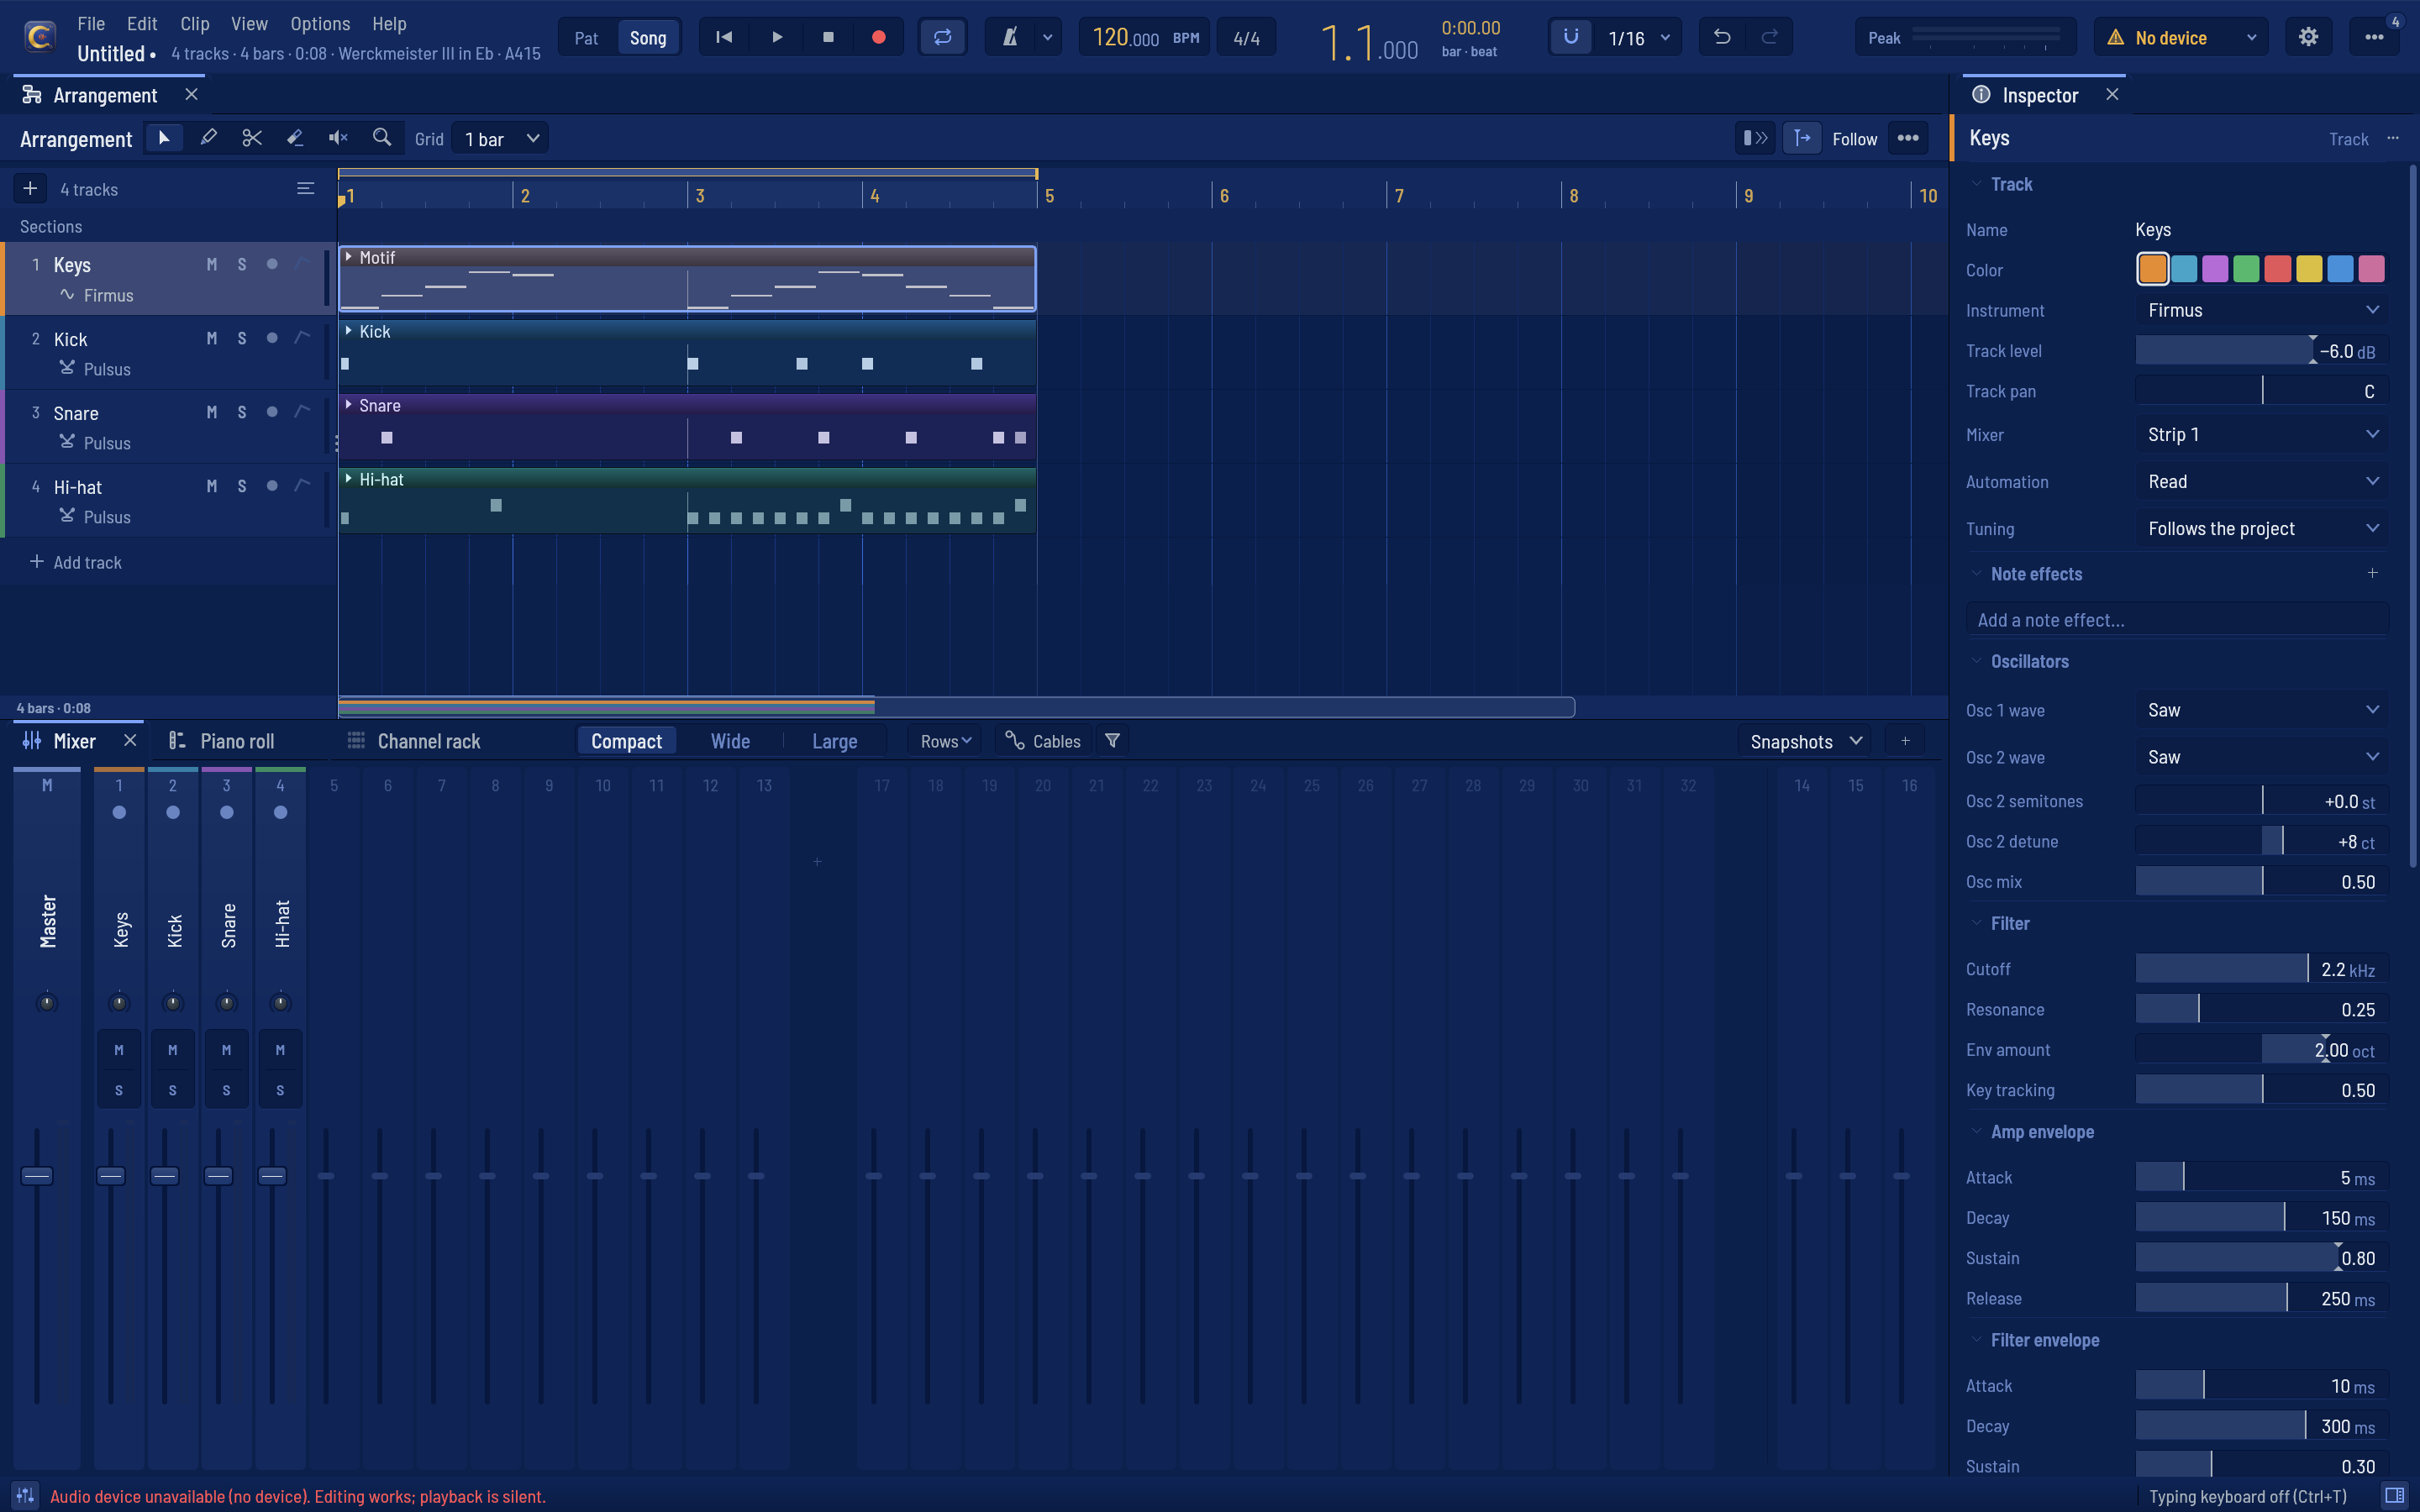 File Edit Clip View Options Help
Untitled • 4 tracks · 4 bars · 0:08 · Werckmeister III in Eb · A415
Pat Song
120.000 BPM 4/4
1.1.000
0:00.00
bar · beat
1/16
Peak
No device
4
Arrangement
Inspector
Arrangement Grid 1 bar Follow
Keys Track
4 tracks
1 2 3 4 5 6 7 8 9 10
Sections
1 Keys M S
Firmus
Motif
2 Kick M S
Pulsus
Kick
3 Snare M S
Pulsus
Snare
4 Hi-hat M S
Pulsus
Hi-hat
Add track
4 bars · 0:08
Track
Name Keys
Color
Instrument Firmus
Track level −6.0 dB
Track pan C
Mixer Strip 1
Automation Read
Tuning Follows the project
Note effects
Add a note effect...
Oscillators
Osc 1 wave Saw
Osc 2 wave Saw
Osc 2 semitones +0.0 st
Osc 2 detune +8 ct
Osc mix 0.50
Filter
Cutoff 2.2 kHz
Resonance 0.25
Env amount 2.00 oct
Key tracking 0.50
Amp envelope
Attack 5 ms
Decay 150 ms
Sustain 0.80
Release 250 ms
Filter envelope
Attack 10 ms
Decay 300 ms
Sustain 0.30
Mixer Piano roll Channel rack Compact Wide Large Rows Cables Snapshots
M 1 2 3 4 5 6 7 8 9 10 11 12 13 17 18 19 20 21 22 23 24 25 26 27 28 29 30 31 32 14 15 16
Master Keys Kick Snare Hi-hat
M M M M
S S S S
Audio device unavailable (no device). Editing works; playback is silent.
Typing keyboard off (Ctrl+T)